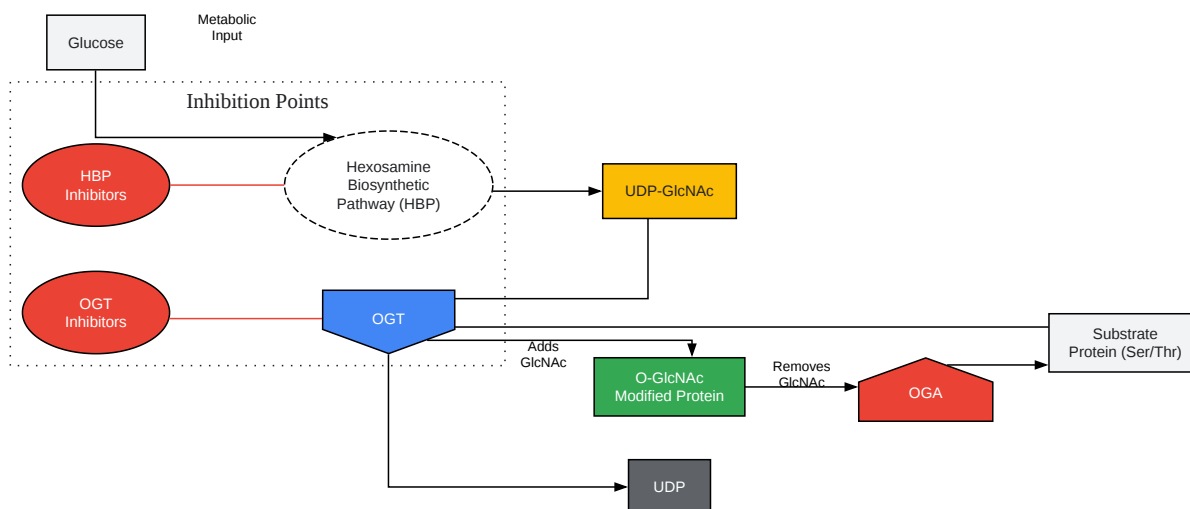 Metabolic
Input
Glucose
Inhibition Points
HBP
Inhibitors
Hexosamine
Biosynthetic
Pathway (HBP)
UDP-GlcNAc
OGT
Inhibitors
OGT
Substrate
Protein (Ser/Thr)
Adds
GlcNAc
O-GlcNAc
Modified Protein
Removes
GlcNAc
OGA
UDP